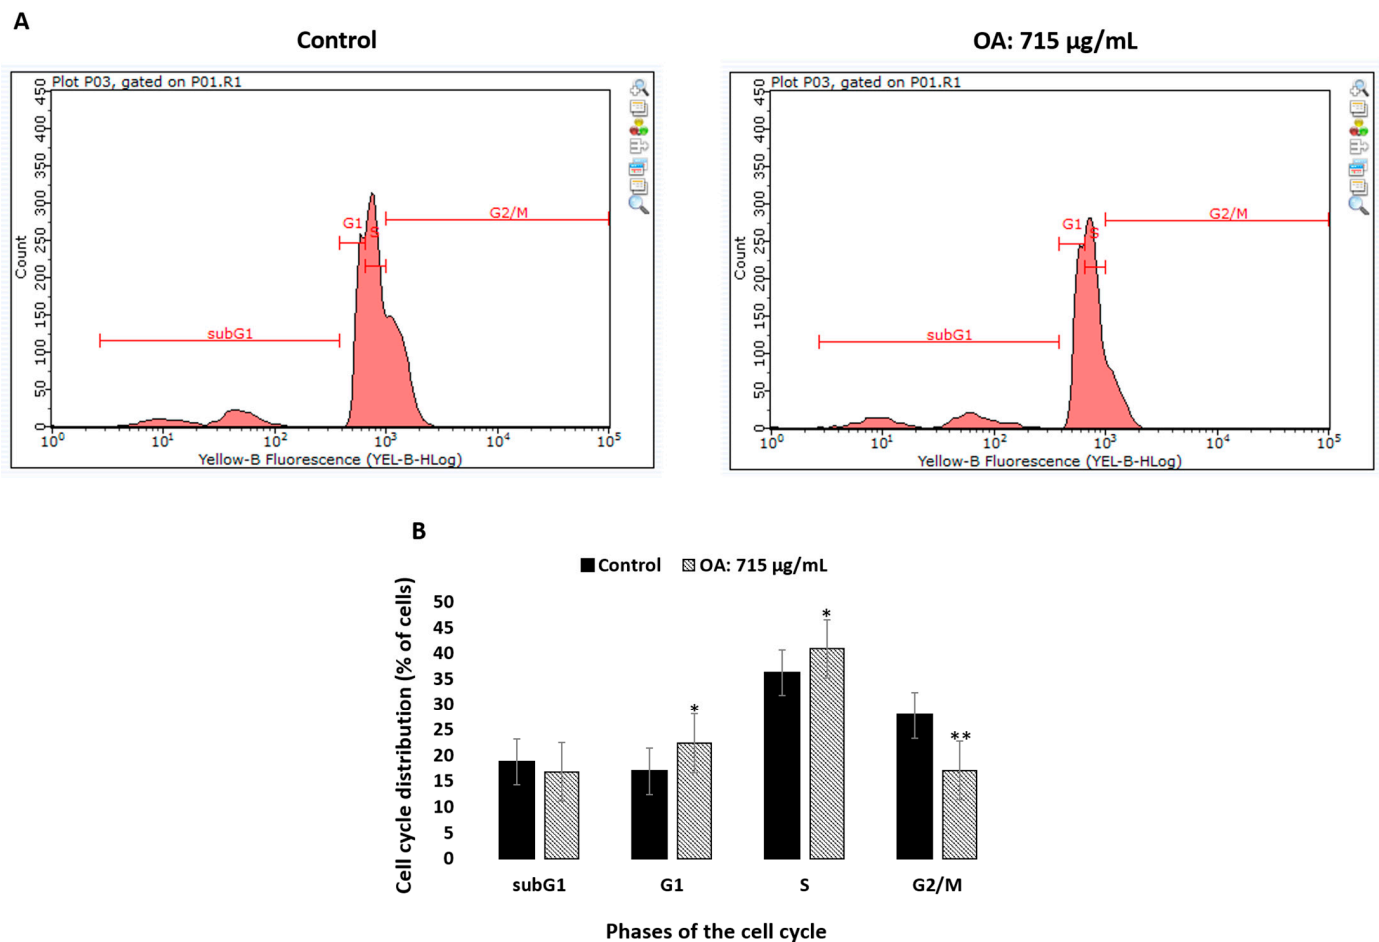 A
Control
OA: 715 µg/mL
Plot P03, gated on P01.R1
450
400
350
300
250
200
150
100
50
0
Count
G1
S
G2/M
subG1
10⁰ 10¹ 10² 10³ 10⁴ 10⁵
Yellow-B Fluorescence (YEL-B-HLog)
Plot P03, gated on P01.R1
450
400
350
300
250
200
150
100
50
0
Count
G1
S
G2/M
subG1
10⁰ 10¹ 10² 10³ 10⁴ 10⁵
Yellow-B Fluorescence (YEL-B-HLog)
B
Control OA: 715 µg/mL
Cell cycle distribution (% of cells)
50
45
40
35
30
25
20
15
10
5
0
*
*
**
subG1 G1 S G2/M
Phases of the cell cycle